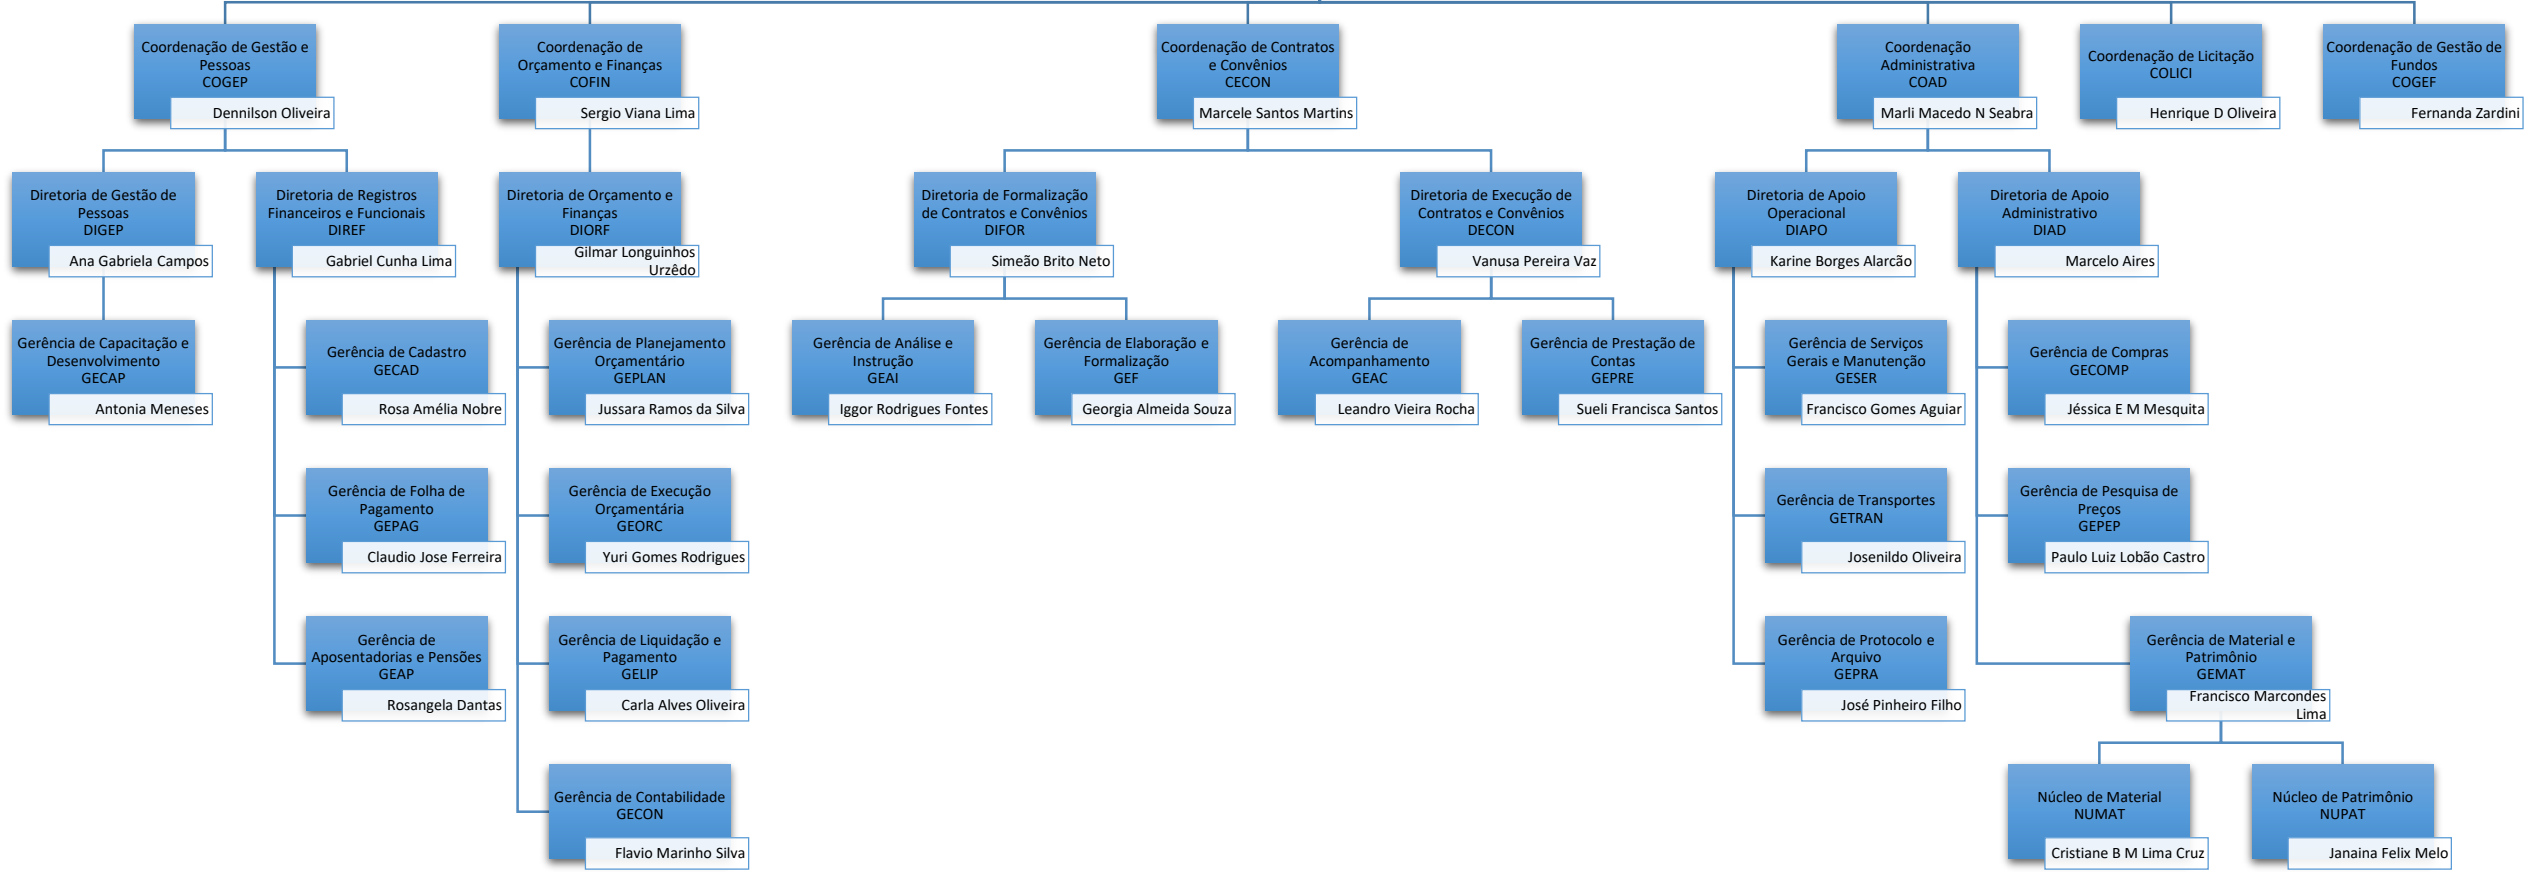 Coordenação de Gestão e
Pessoas
COGEP
Dennilson Oliveira
Coordenação de
Orçamento e Finanças
COFIN
Sergio Viana Lima
Coordenação de Contratos
e Convênios
CECON
Marcele Santos Martins
Coordenação
Administrativa
COAD
Marli Macedo N Seabra
Coordenação de Licitação
COLICI
Henrique D Oliveira
Coordenação de Gestão de
Fundos
COGEF
Fernanda Zardini
Diretoria de Gestão de
Pessoas
DIGEP
Ana Gabriela Campos
Diretoria de Registros
Financeiros e Funcionais
DIREF
Gabriel Cunha Lima
Diretoria de Orçamento e
Finanças
DIORF
Gilmar Longuinhos
Urzêdo
Diretoria de Formalização
de Contratos e Convênios
DIFOR
Simeão Brito Neto
Diretoria de Execução de
Contratos e Convênios
DECON
Vanusa Pereira Vaz
Diretoria de Apoio
Operacional
DIAPO
Karine Borges Alarcão
Diretoria de Apoio
Administrativo
DIAD
Marcelo Aires
Gerência de Capacitação e
Desenvolvimento
GECAP
Antonia Meneses
Gerência de Cadastro
GECAD
Rosa Amélia Nobre
Gerência de Planejamento
Orçamentário
GEPLAN
Jussara Ramos da Silva
Gerência de Análise e
Instrução
GEAI
Iggor Rodrigues Fontes
Gerência de Elaboração e
Formalização
GEF
Georgia Almeida Souza
Gerência de
Acompanhamento
GEAC
Leandro Vieira Rocha
Gerência de Prestação de
Contas
GEPRE
Sueli Francisca Santos
Gerência de Serviços
Gerais e Manutenção
GESER
Francisco Gomes Aguiar
Gerência de Compras
GECOMP
Jéssica E M Mesquita
Gerência de Folha de
Pagamento
GEPAG
Claudio Jose Ferreira
Gerência de Execução
Orçamentária
GEORC
Yuri Gomes Rodrigues
Gerência de Transportes
GETRAN
Josenildo Oliveira
Gerência de Pesquisa de
Preços
GEPEP
Paulo Luiz Lobão Castro
Gerência de
Aposentadorias e Pensões
GEAP
Rosangela Dantas
Gerência de Liquidação e
Pagamento
GELIP
Carla Alves Oliveira
Gerência de Protocolo e
Arquivo
GEPRA
José Pinheiro Filho
Gerência de Material e
Patrimônio
GEMAT
Francisco Marcondes
Lima
Gerência de Contabilidade
GECON
Flavio Marinho Silva
Núcleo de Material
NUMAT
Cristiane B M Lima Cruz
Núcleo de Patrimônio
NUPAT
Janaina Felix Melo